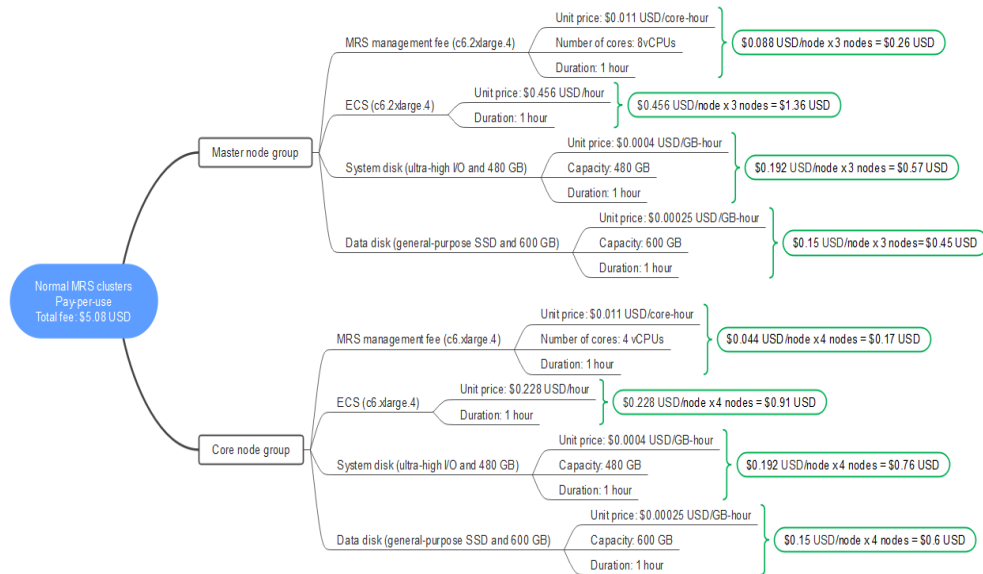 Normal MRS clusters
Pay-per-use
Total fee: $5.08 USD
Master node group
MRS management fee (c6.2xlarge.4)
Unit price: $0.011 USD/core-hour
Number of cores: 8vCPUs
Duration: 1 hour
$0.088 USD/node x 3 nodes = $0.26 USD
ECS (c6.2xlarge.4)
Unit price: $0.456 USD/hour
Duration: 1 hour
$0.456 USD/node x 3 nodes = $1.36 USD
System disk (ultra-high I/O and 480 GB)
Unit price: $0.0004 USD/GB-hour
Capacity: 480 GB
Duration: 1 hour
$0.192 USD/node x 3 nodes = $0.57 USD
Data disk (general-purpose SSD and 600 GB)
Unit price: $0.00025 USD/GB-hour
Capacity: 600 GB
Duration: 1 hour
$0.15 USD/node x 3 nodes= $0.45 USD
Core node group
MRS management fee (c6.xlarge.4)
Unit price: $0.011 USD/core-hour
Number of cores: 4 vCPUs
Duration: 1 hour
$0.044 USD/node x 4 nodes = $0.17 USD
ECS (c6.xlarge.4)
Unit price: $0.228 USD/hour
Duration: 1 hour
$0.228 USD/node x 4 nodes = $0.91 USD
System disk (ultra-high I/O and 480 GB)
Unit price: $0.0004 USD/GB-hour
Capacity: 480 GB
Duration: 1 hour
$0.192 USD/node x 4 nodes = $0.76 USD
Data disk (general-purpose SSD and 600 GB)
Unit price: $0.00025 USD/GB-hour
Capacity: 600 GB
Duration: 1 hour
$0.15 USD/node x 4 nodes = $0.6 USD